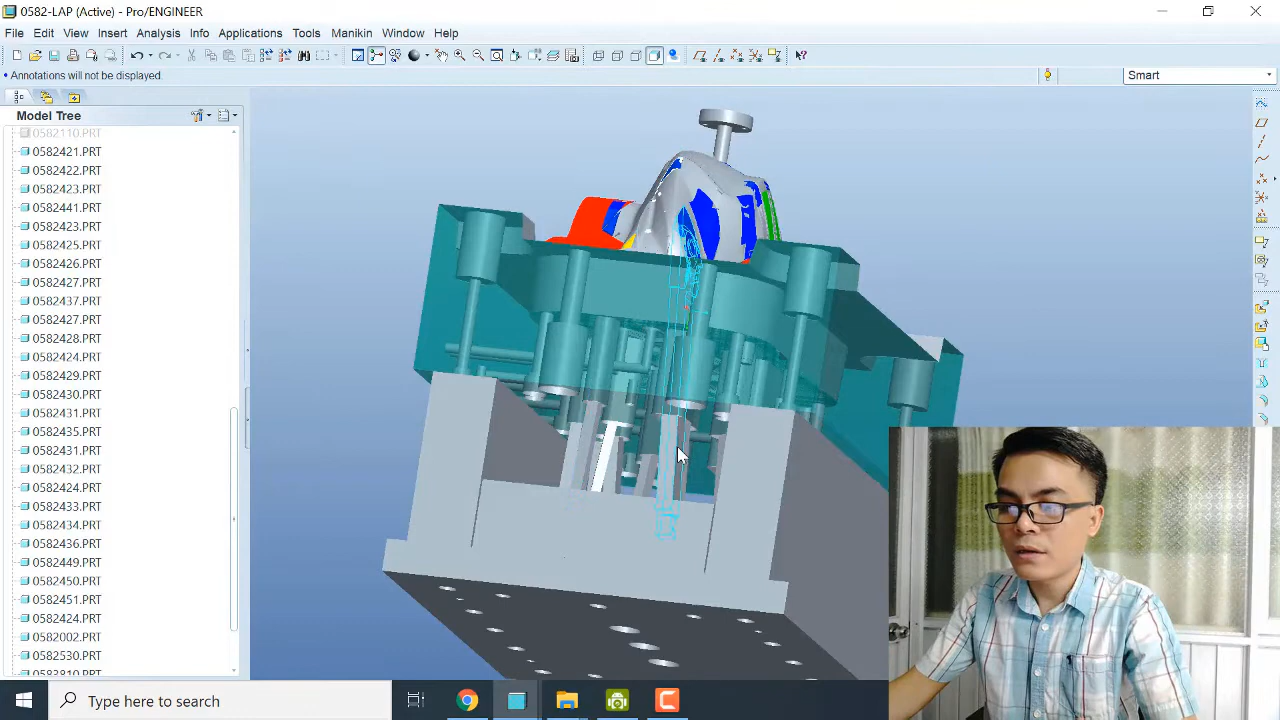 0582-LAP (Active) - Pro/ENGINEER
File Edit View Insert Analysis Info Applications Tools Manikin Window Help
Annotations will not be displayed.
Smart
Model Tree
0582110.PRT
0582421.PRT
0582422.PRT
0582423.PRT
0582441.PRT
0582423.PRT
0582425.PRT
0582426.PRT
0582427.PRT
0582437.PRT
0582427.PRT
0582428.PRT
0582424.PRT
0582429.PRT
0582430.PRT
0582431.PRT
0582435.PRT
0582431.PRT
0582432.PRT
0582424.PRT
0582433.PRT
0582434.PRT
0582436.PRT
0582449.PRT
0582450.PRT
0582451.PRT
0582424.PRT
0582002.PRT
0582530.PRT
Type here to search